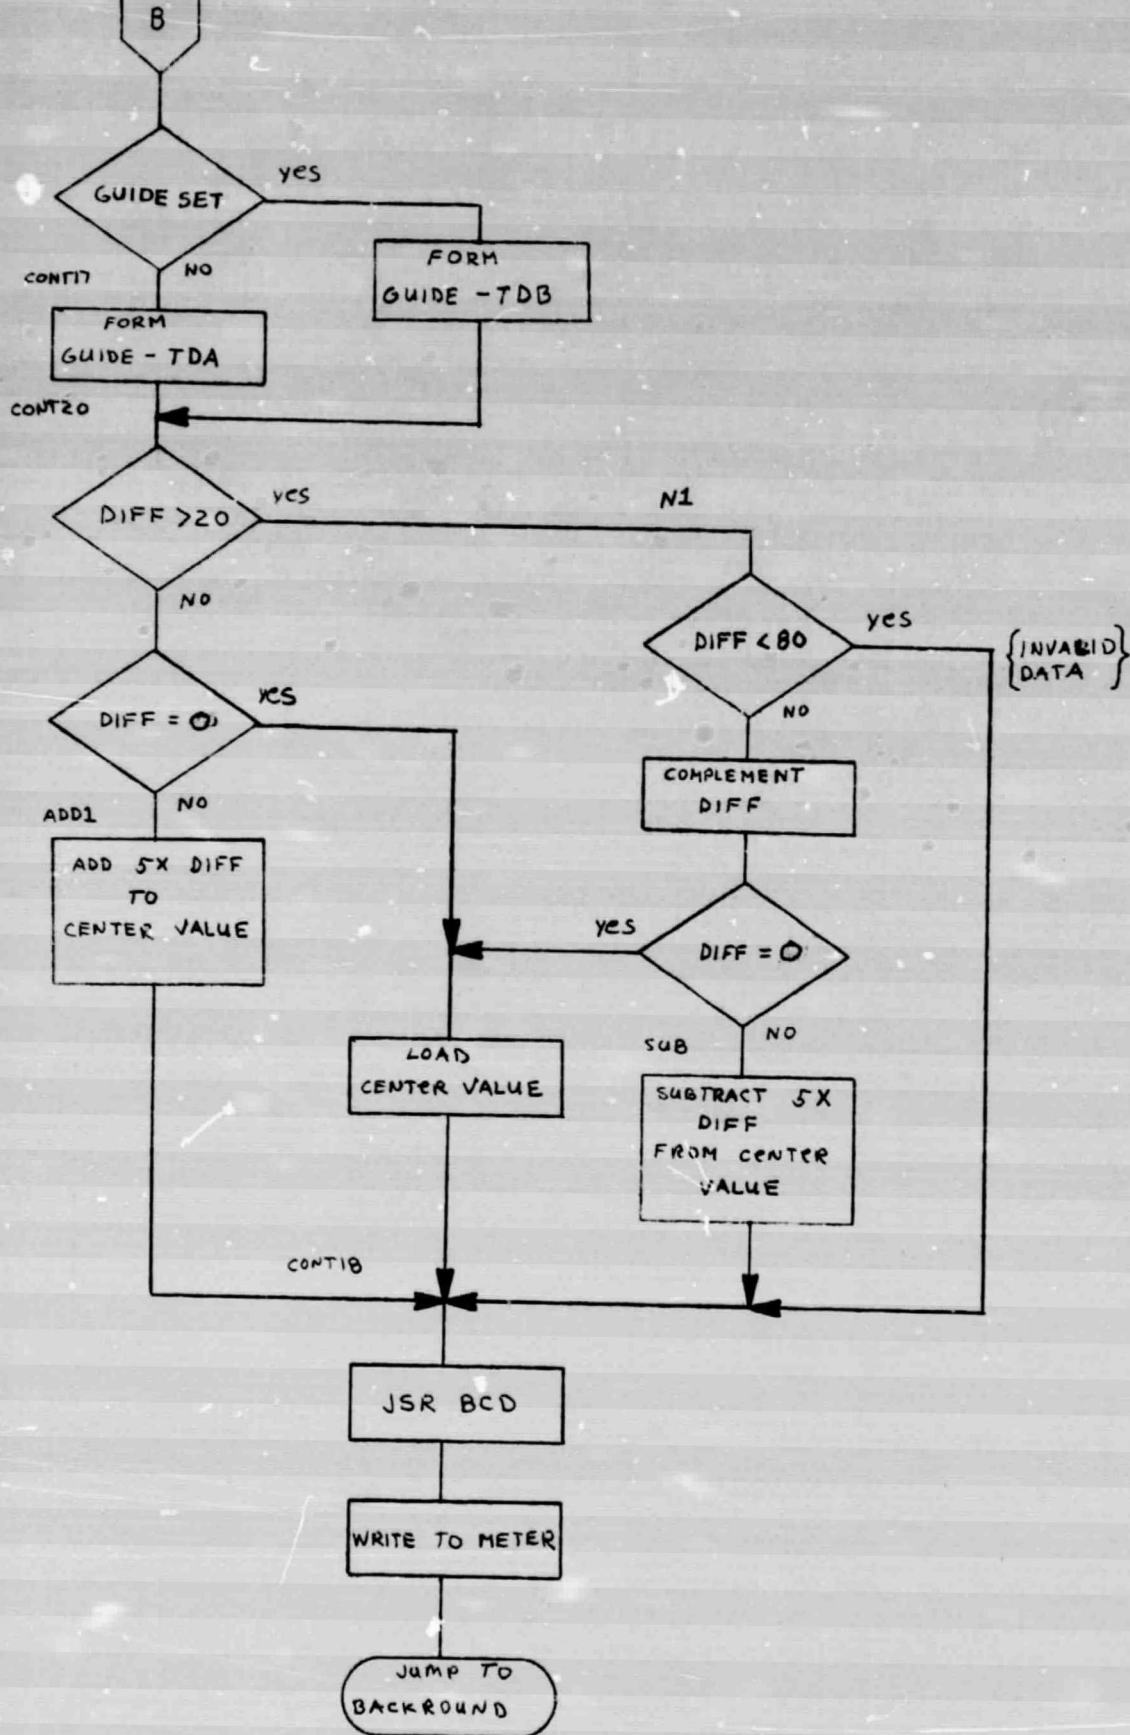 B
GUIDE SET
yes
NO
FORM
GUIDE - TDB
CONT17
FORM
GUIDE - TDA
CONT20
DIFF >20
yes
N1
NO
DIFF < 80
yes
{INVALID
DATA}
NO
DIFF = 0
yes
NO
COMPLEMENT
DIFF
ADD1
ADD 5X DIFF
TO
CENTER VALUE
yes
DIFF = 0
NO
LOAD
CENTER VALUE
SUB
SUBTRACT 5X
DIFF
FROM CENTER
VALUE
CONT18
JSR BCD
WRITE TO METER
JUMP TO
BACKROUND